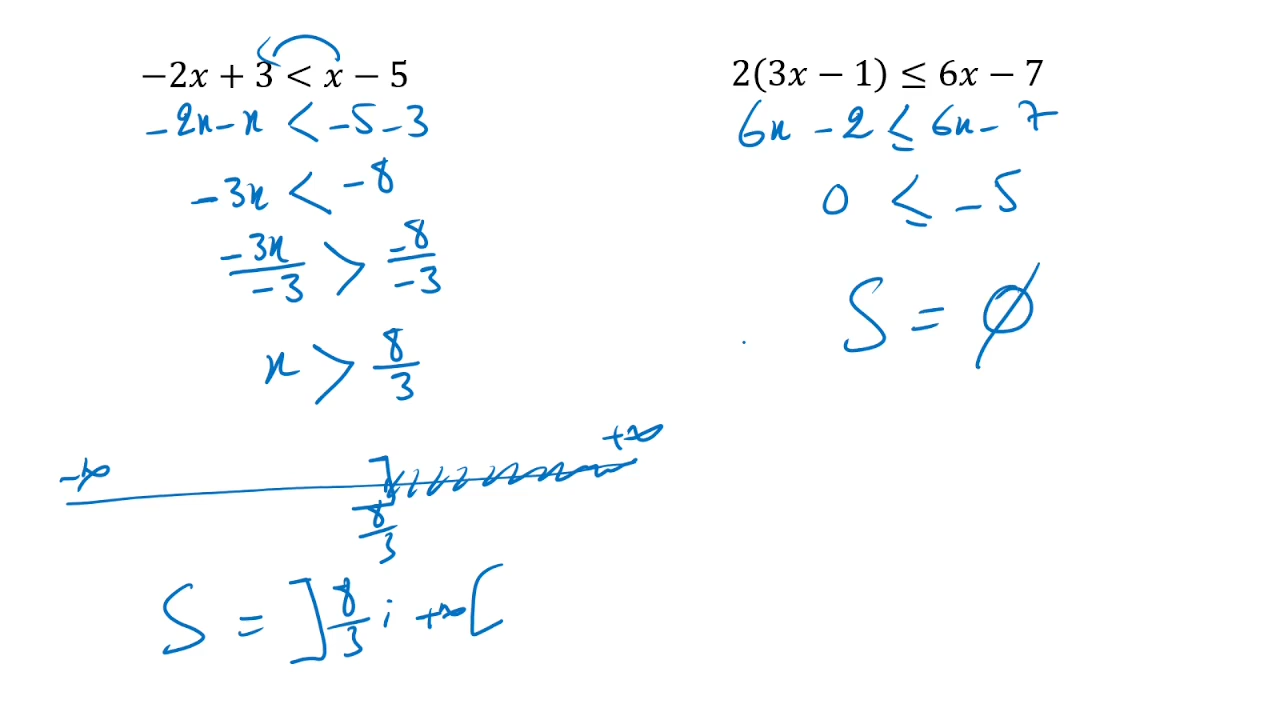 −2x + 3 < x − 5
-2x-x < -5-3
-3x < -8
-3x/-3 > -8/-3
x > 8/3
-∞ ] 8/3 +∞
S = ]8/3 ; +∞[
2(3x − 1) ≤ 6x − 7
6x - 2 ≤ 6x - 7
0 ≤ -5
S = ∅